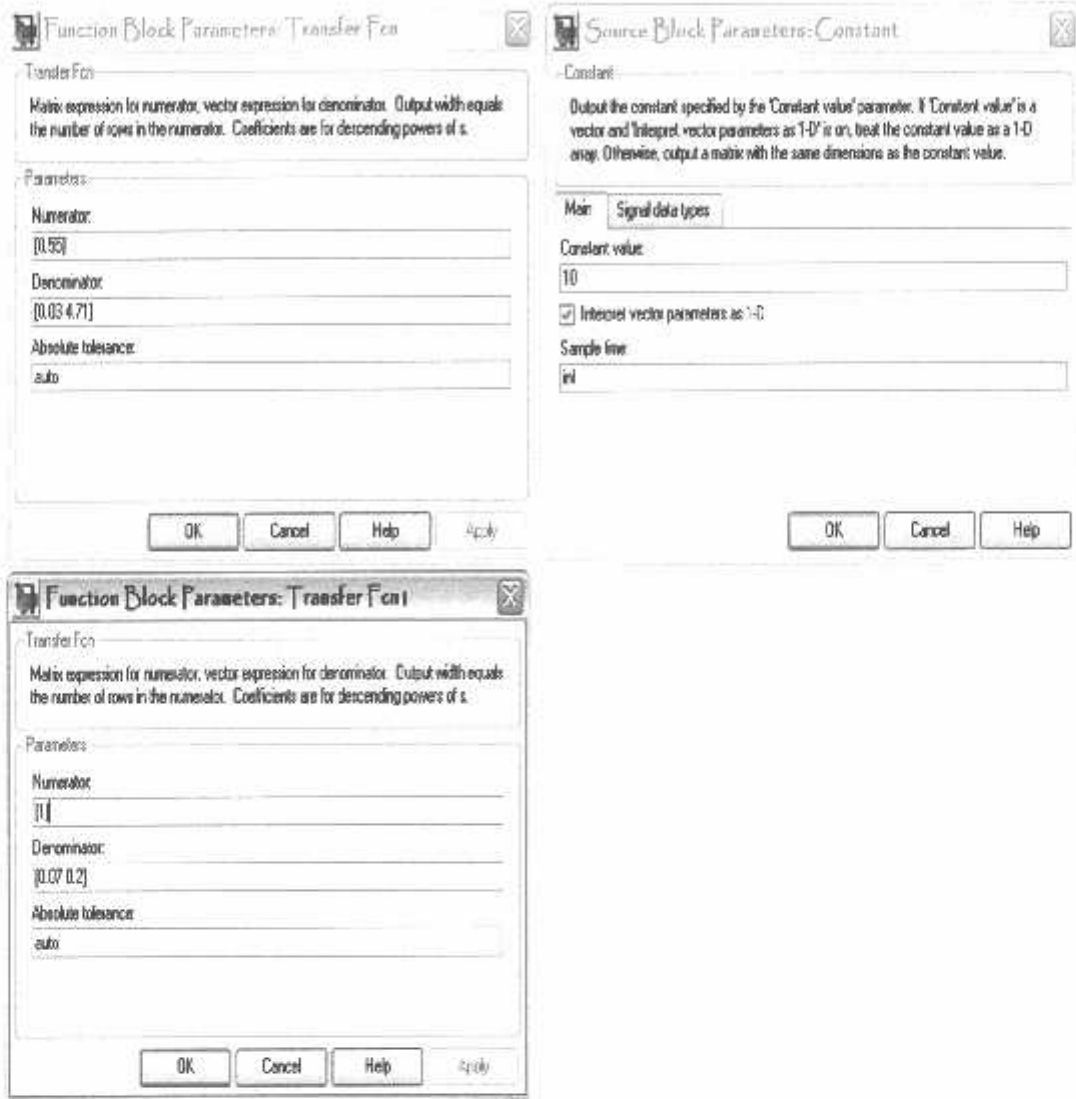 Function Block Parameters: Transfer Fcn
Transfer Fcn
Matrix expression for numerator, vector expression for denominator. Output width equals
the number of rows in the numerator. Coefficients are for descending powers of s.
Parameters
Numerator:
[0.55]
Denominator:
[0.03 4.71]
Absolute tolerance:
auto
OK Cancel Help Apply
Source Block Parameters: Constant
Constant
Output the constant specified by the 'Constant value' parameter. If 'Constant value' is a
vector and 'Interpret vector parameters as 1-D' is on, treat the constant value as a 1-D
array. Otherwise, output a matrix with the same dimensions as the constant value.
Main Signal data types
Constant value:
10
Interpret vector parameters as 1-D
Sample time:
inf
OK Cancel Help
Function Block Parameters: Transfer Fcn1
Transfer Fcn
Matrix expression for numerator, vector expression for denominator. Output width equals
the number of rows in the numerator. Coefficients are for descending powers of s.
Parameters
Numerator:
[1]
Denominator:
[0.07 0.2]
Absolute tolerance:
auto
OK Cancel Help Apply